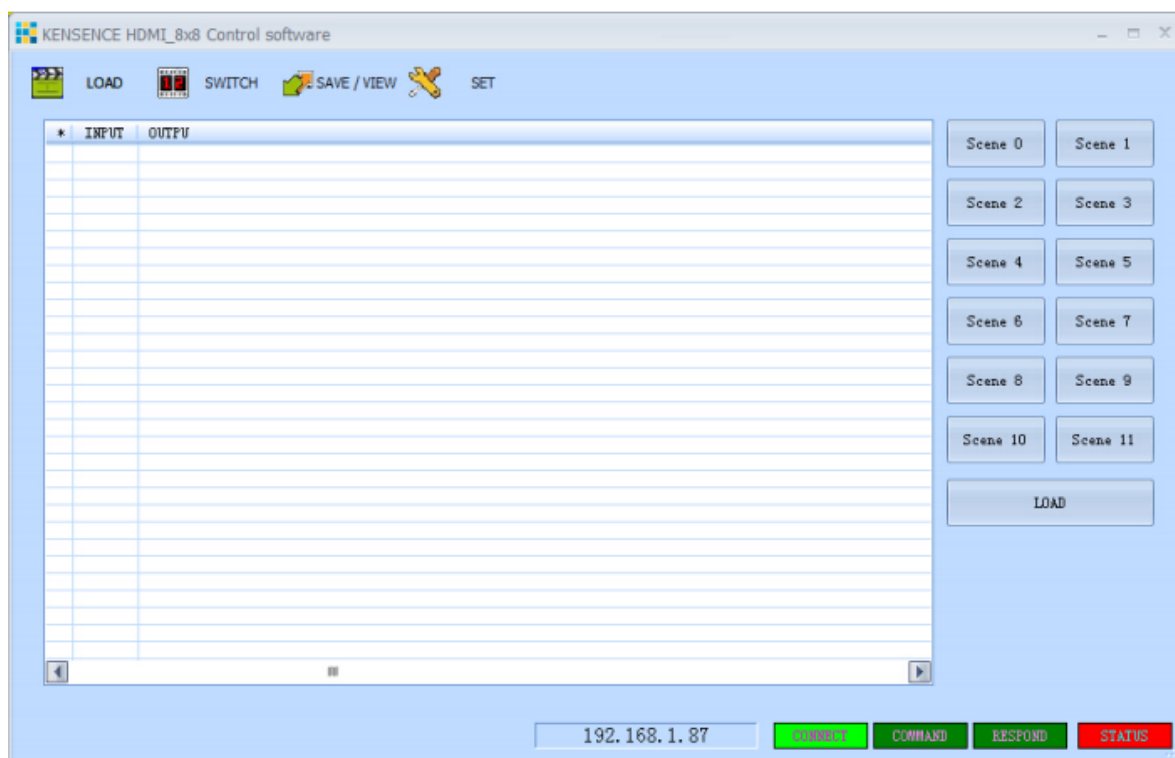 KENSENCE HDMI_8x8 Control software
LOAD SWITCH SAVE / VIEW SET
* INPUT OUTPU
Scene 0 Scene 1
Scene 2 Scene 3
Scene 4 Scene 5
Scene 6 Scene 7
Scene 8 Scene 9
Scene 10 Scene 11
LOAD
192.168.1.87 CONNECT COMMAND RESPOND STATUS